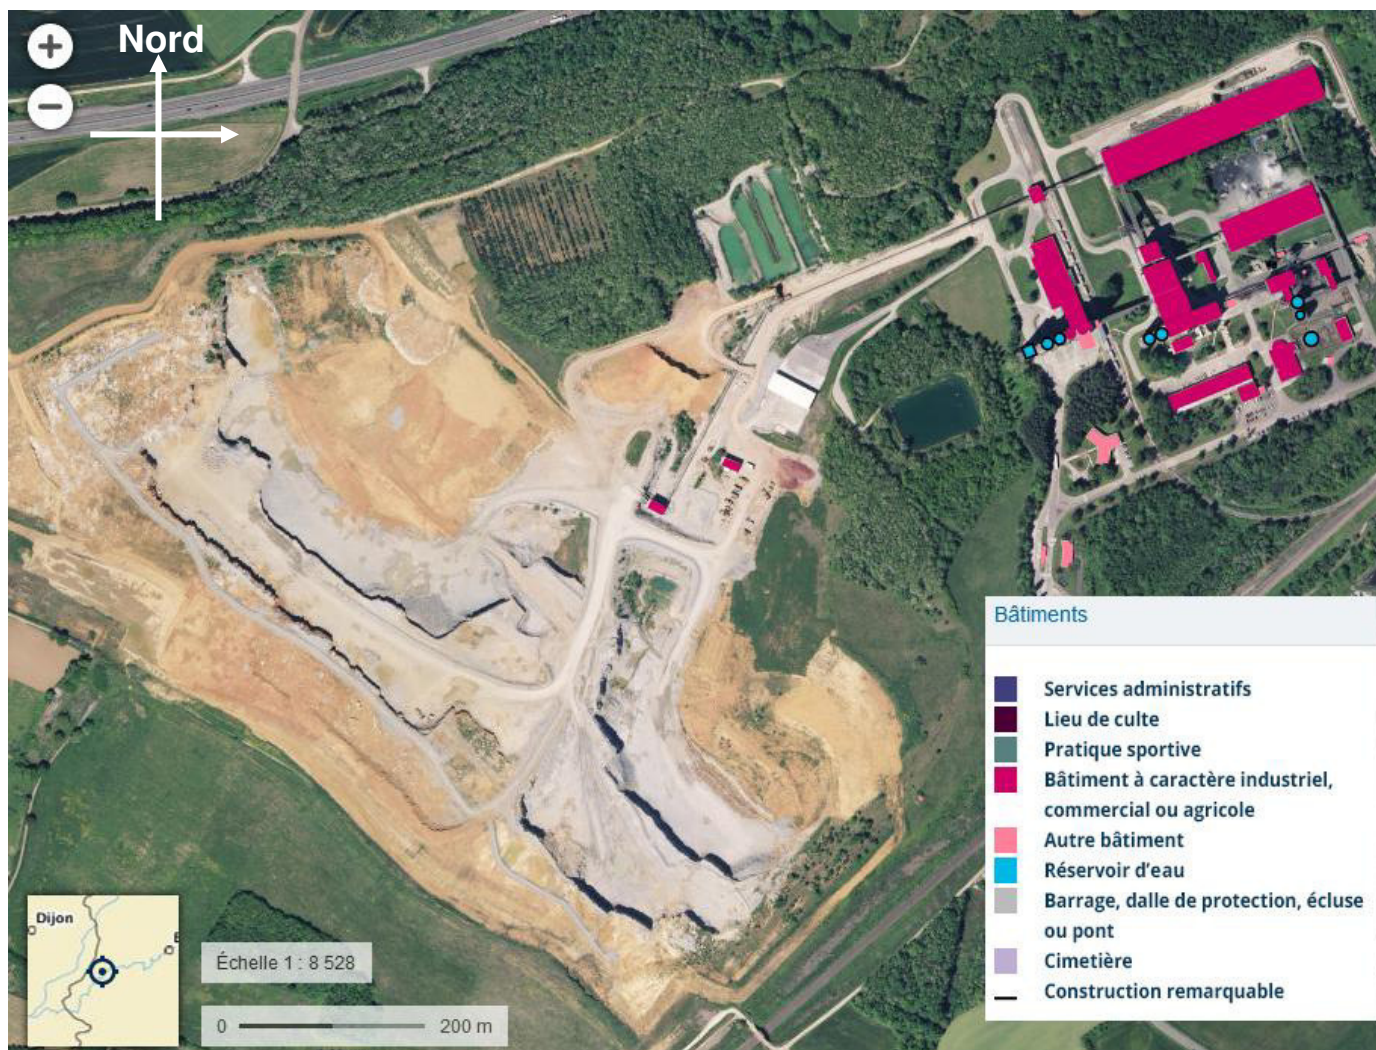 +
Nord
−
Bâtiments
Services administratifs
Lieu de culte
Pratique sportive
Bâtiment à caractère industriel,
commercial ou agricole
Autre bâtiment
Réservoir d'eau
Barrage, dalle de protection, écluse
ou pont
Cimetière
Construction remarquable
Dijon
Échelle 1 : 8 528
0 200 m